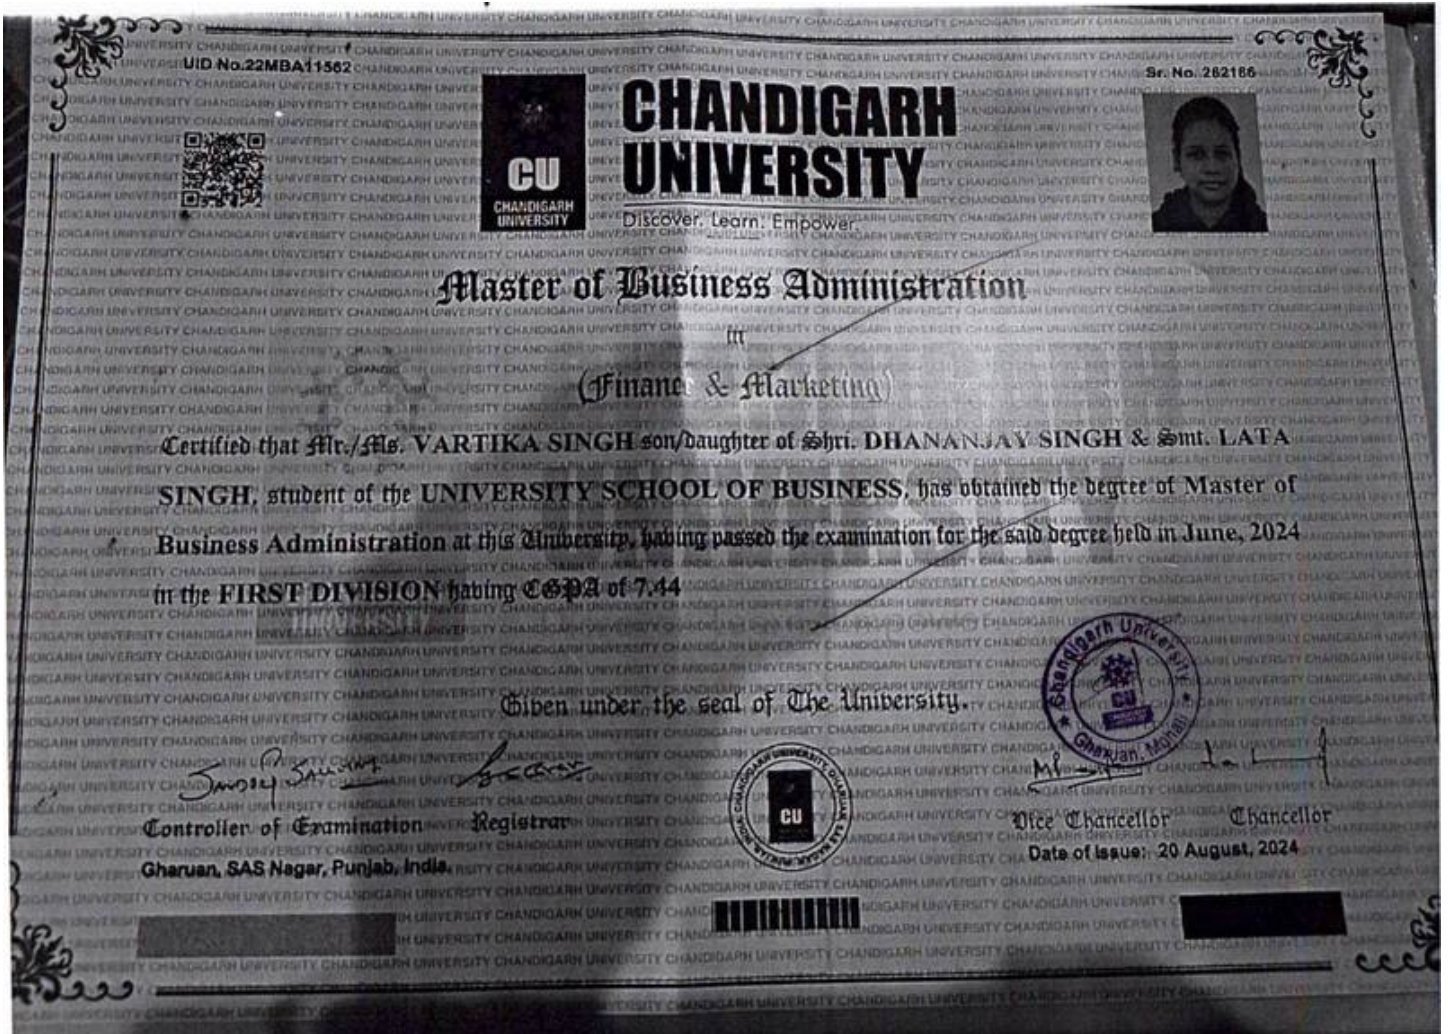 UID No.22MBA11562
Sr. No. 262186
CHANDIGARH
UNIVERSITY
CU
CHANDIGARH
UNIVERSITY
Discover. Learn. Empower.
Master of Business Administration
in
(Finance & Marketing)
Certified that Mr./Ms. VARTIKA SINGH son/daughter of Shri. DHANANJAY SINGH & Smt. LATA
SINGH, student of the UNIVERSITY SCHOOL OF BUSINESS, has obtained the degree of Master of
Business Administration at this University, having passed the examination for the said degree held in June, 2024
in the FIRST DIVISION having CGPA of 7.44
UNIVERSITY
Given under the seal of The University.
Chandigarh University
CU
Gharuan, Mohali
CU
Controller of Examination Registrar Vice Chancellor Chancellor
Gharuan, SAS Nagar, Punjab, India.
Date of Issue: 20 August, 2024